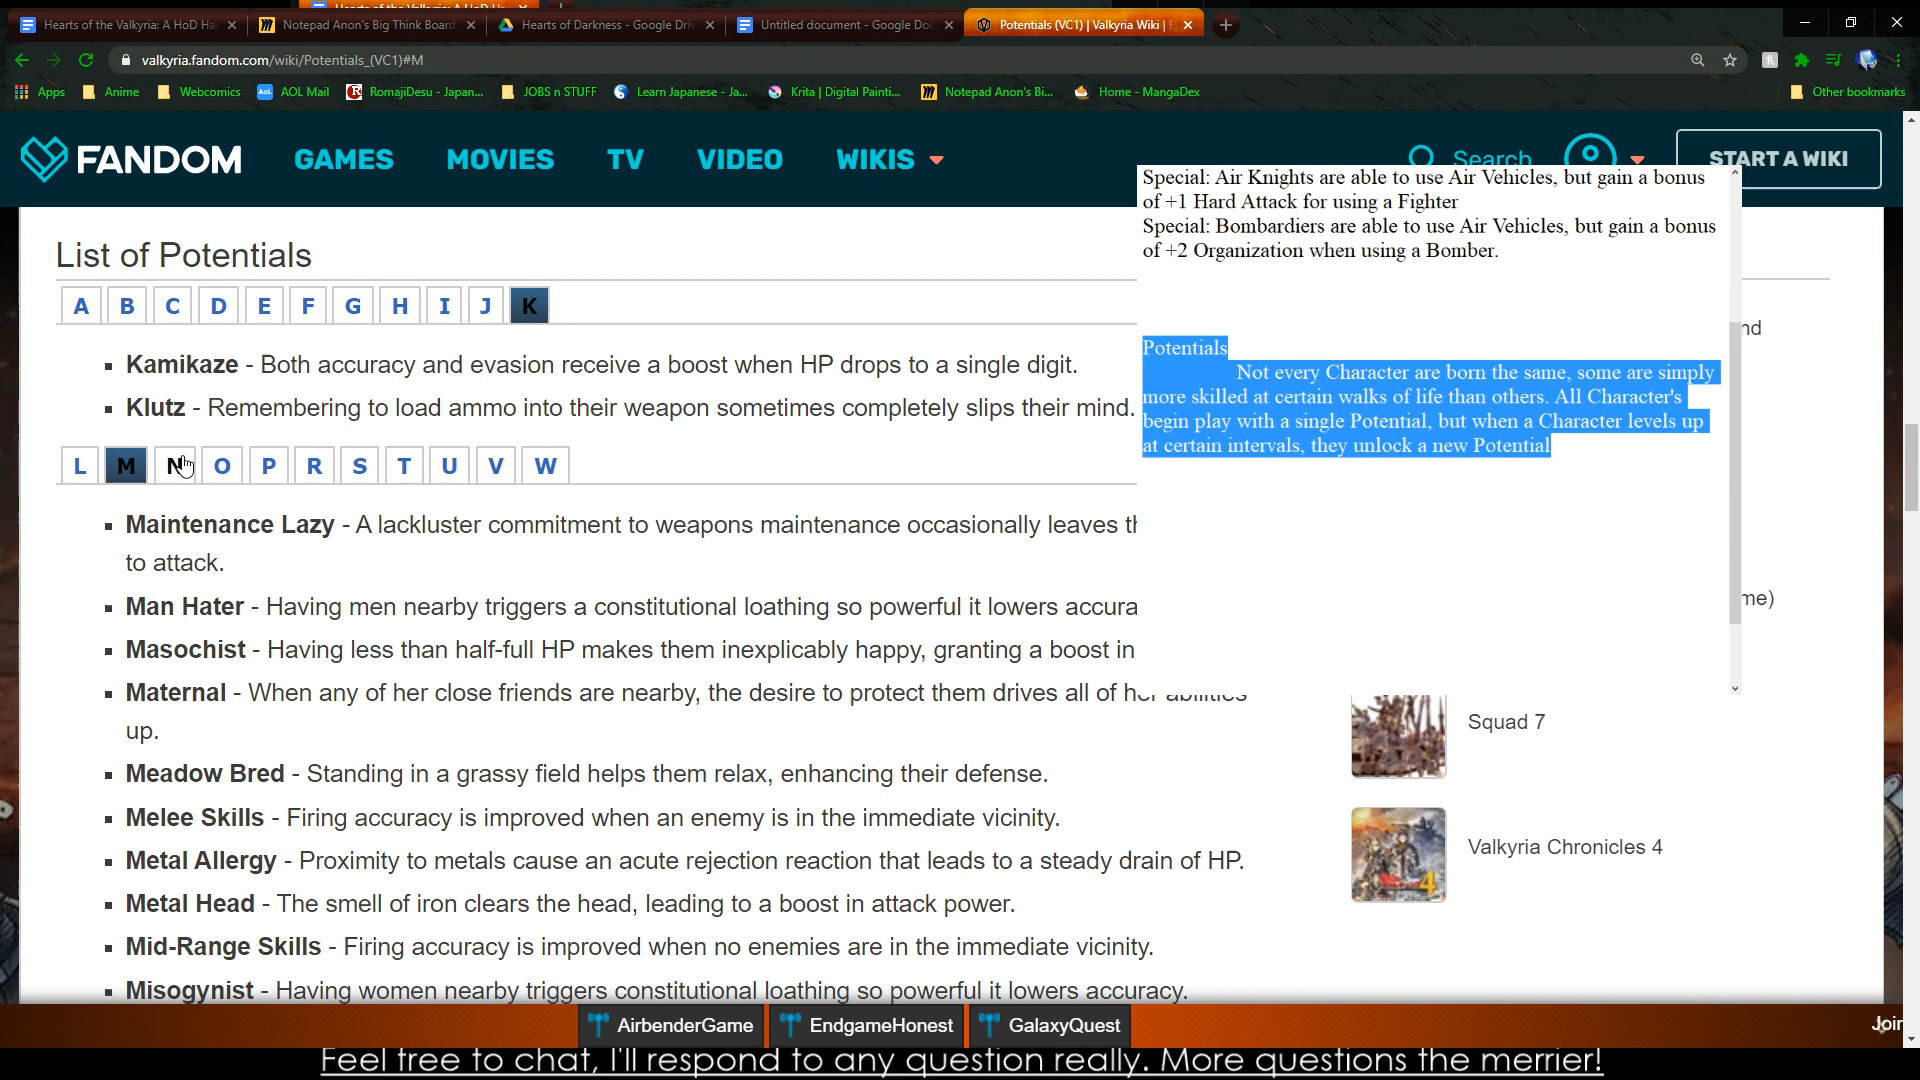 Hearts of the Valkyria: A HoD Ha
Notepad Anon's Big Think Board
Hearts of Darkness - Google Driv
Untitled document - Google Doc
Potentials (VC1) | Valkyria Wiki |
valkyria.fandom.com/wiki/Potentials_(VC1)#M
Apps
Anime
Webcomics
AOL Mail
RomajiDesu - Japan...
JOBS n STUFF
Learn Japanese - Ja...
Krita | Digital Painti...
Notepad Anon's Bi...
Home - MangaDex
Other bookmarks
FANDOM
GAMES
MOVIES
TV
VIDEO
WIKIS
Search
START A WIKI
Special: Air Knights are able to use Air Vehicles, but gain a bonus
of +1 Hard Attack for using a Fighter
Special: Bombardiers are able to use Air Vehicles, but gain a bonus
of +2 Organization when using a Bomber.
Potentials
Not every Character are born the same, some are simply
more skilled at certain walks of life than others. All Character's
begin play with a single Potential, but when a Character levels up
at certain intervals, they unlock a new Potential
List of Potentials
A B C D E F G H I J K
Kamikaze - Both accuracy and evasion receive a boost when HP drops to a single digit.
Klutz - Remembering to load ammo into their weapon sometimes completely slips their mind.
L M N O P R S T U V W
Maintenance Lazy - A lackluster commitment to weapons maintenance occasionally leaves
to attack.
Man Hater - Having men nearby triggers a constitutional loathing so powerful it lowers accura
Masochist - Having less than half-full HP makes them inexplicably happy, granting a boost in
Maternal - When any of her close friends are nearby, the desire to protect them drives all of her abilities
up.
Meadow Bred - Standing in a grassy field helps them relax, enhancing their defense.
Melee Skills - Firing accuracy is improved when an enemy is in the immediate vicinity.
Metal Allergy - Proximity to metals cause an acute rejection reaction that leads to a steady drain of HP.
Metal Head - The smell of iron clears the head, leading to a boost in attack power.
Mid-Range Skills - Firing accuracy is improved when no enemies are in the immediate vicinity.
Misogynist - Having women nearby triggers constitutional loathing so powerful it lowers accuracy.
nd
me)
Squad 7
Valkyria Chronicles 4
AirbenderGame
EndgameHonest
GalaxyQuest
Join
Feel free to chat, I'll respond to any question really. More questions the merrier!